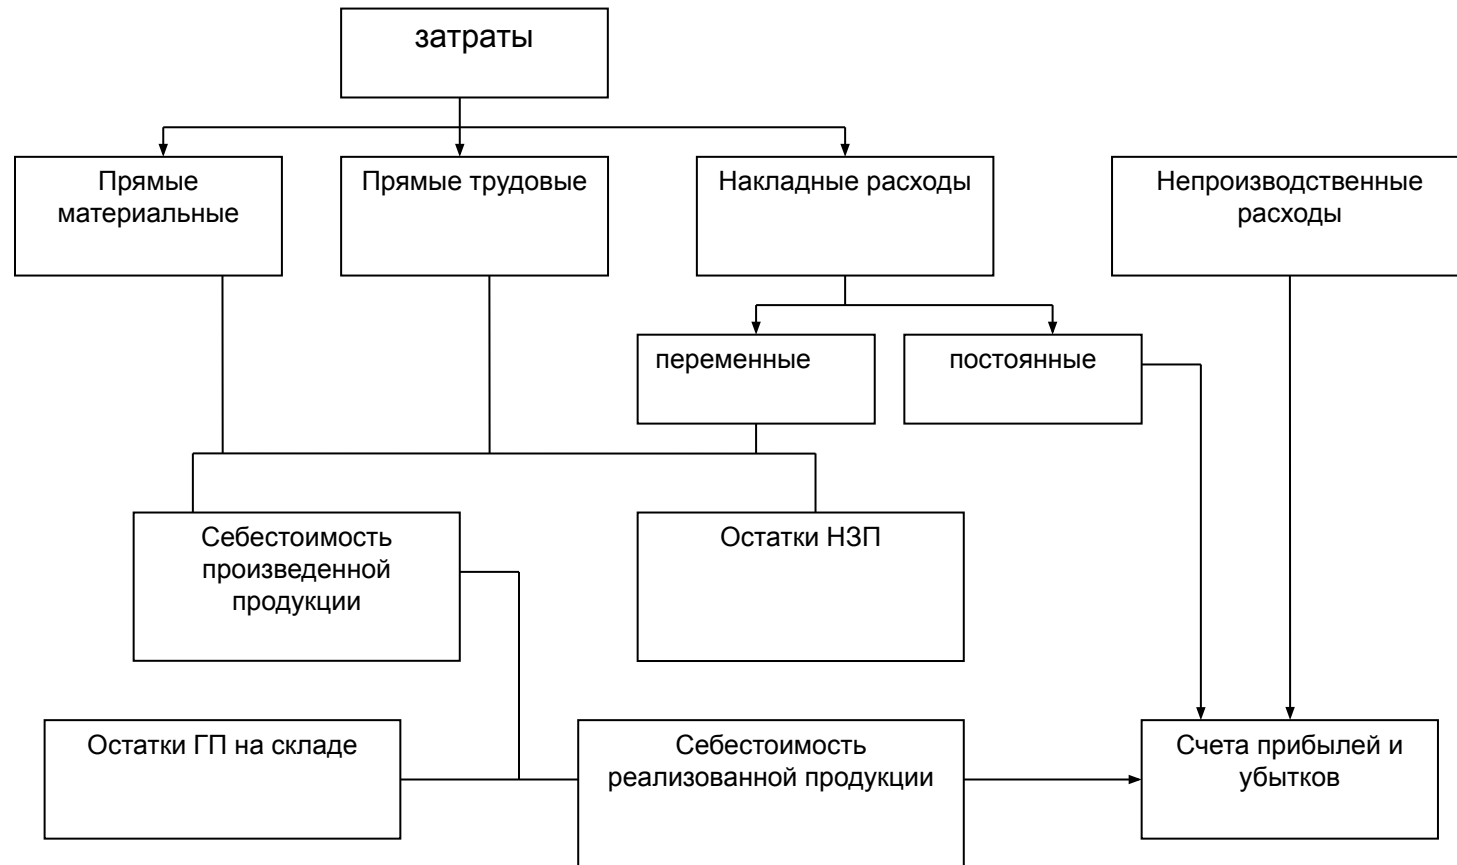 затраты
Прямые
материальные
Прямые трудовые
Накладные расходы
Непроизводственные
расходы
переменные
постоянные
Себестоимость
произведенной
продукции
Остатки НЗП
Остатки ГП на складе
Себестоимость
реализованной продукции
Счета прибылей и
убытков